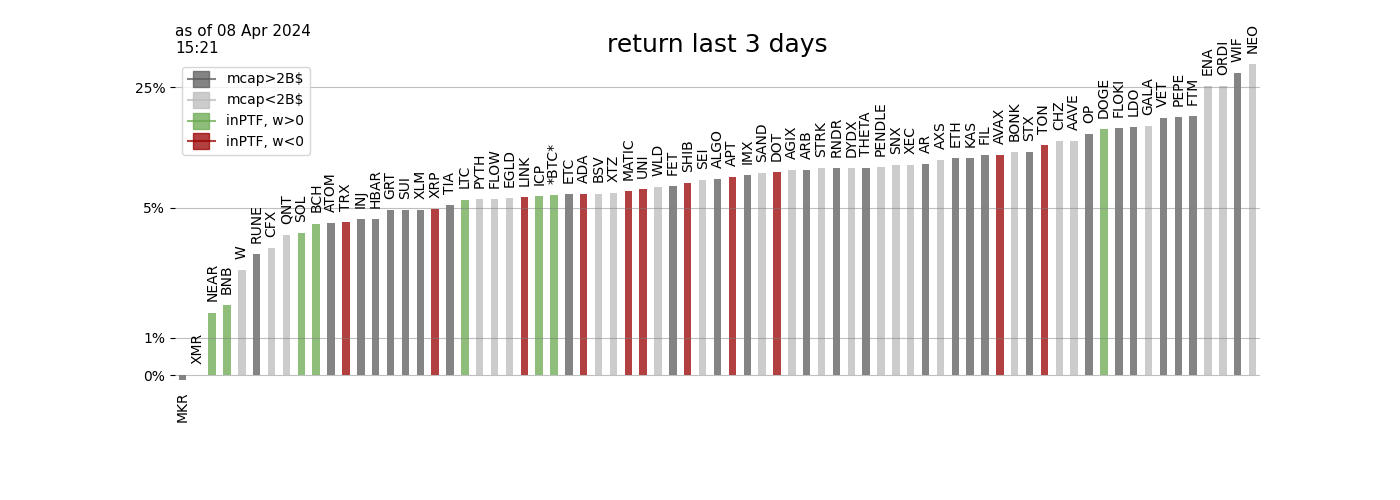 as of 08 Apr 2024
15:21
return last 3 days
mcap>2B$
mcap<2B$
inPTF, w>0
inPTF, w<0
25%
5%
1%
0%
MKR
XMR
NEAR
BNB
W
RUNE
CFX
QNT
SOL
BCH
ATOM
TRX
INJ
HBAR
GRT
SUI
XLM
XRP
TIA
LTC
PYTH
FLOW
EGLD
LINK
ICP
*BTC*
ETC
ADA
BSV
XTZ
MATIC
UNI
WLD
FET
SHIB
SEI
ALGO
APT
IMX
SAND
DOT
AGIX
ARB
STRK
RNDR
DYDX
THETA
PENDLE
SNX
XEC
AR
AXS
ETH
KAS
FIL
AVAX
BONK
STX
TON
CHZ
AAVE
OP
DOGE
FLOKI
LDO
GALA
VET
PEPE
FTM
ENA
ORDI
WIF
NEO